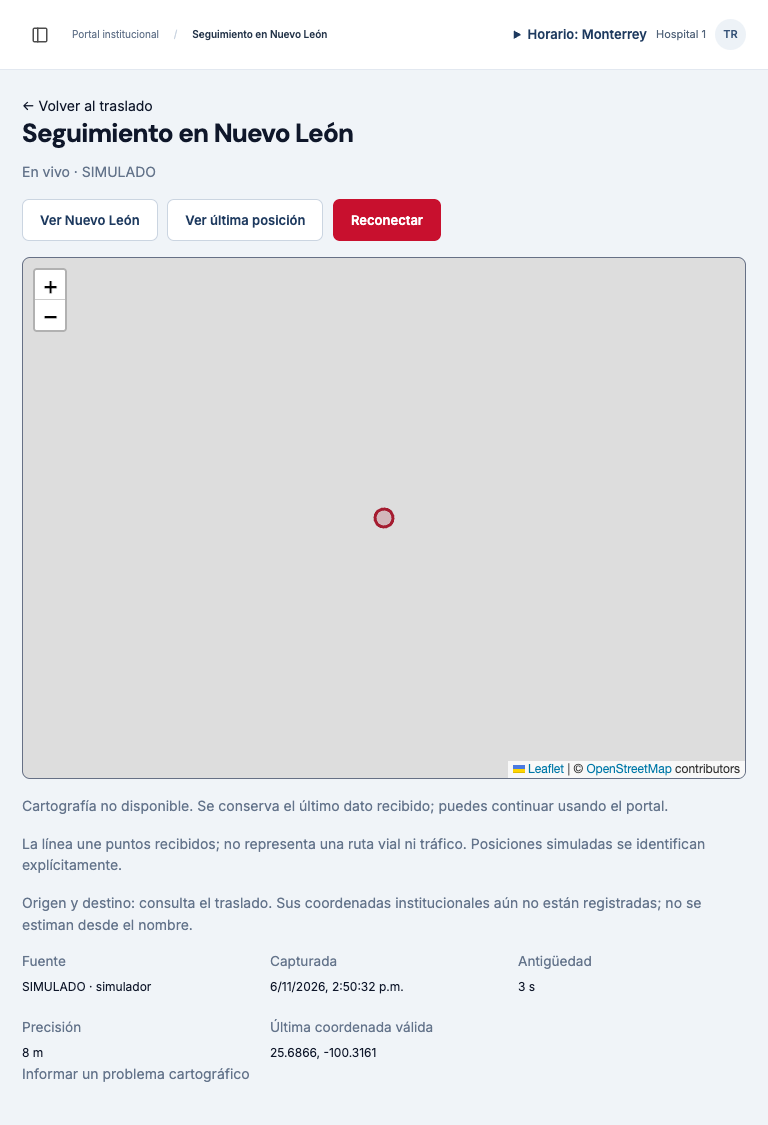 Portal institucional / Seguimiento en Nuevo León
▶ Horario: Monterrey Hospital 1 TR
← Volver al traslado
Seguimiento en Nuevo León
En vivo · SIMULADO
Ver Nuevo León Ver última posición Reconectar
+
−
Leaflet | © OpenStreetMap contributors
Cartografía no disponible. Se conserva el último dato recibido; puedes continuar usando el portal.
La línea une puntos recibidos; no representa una ruta vial ni tráfico. Posiciones simuladas se identifican
explícitamente.
Origen y destino: consulta el traslado. Sus coordenadas institucionales aún no están registradas; no se
estiman desde el nombre.
Fuente Capturada Antigüedad
SIMULADO · simulador 6/11/2026, 2:50:32 p.m. 3 s
Precisión Última coordenada válida
8 m 25.6866, -100.3161
Informar un problema cartográfico